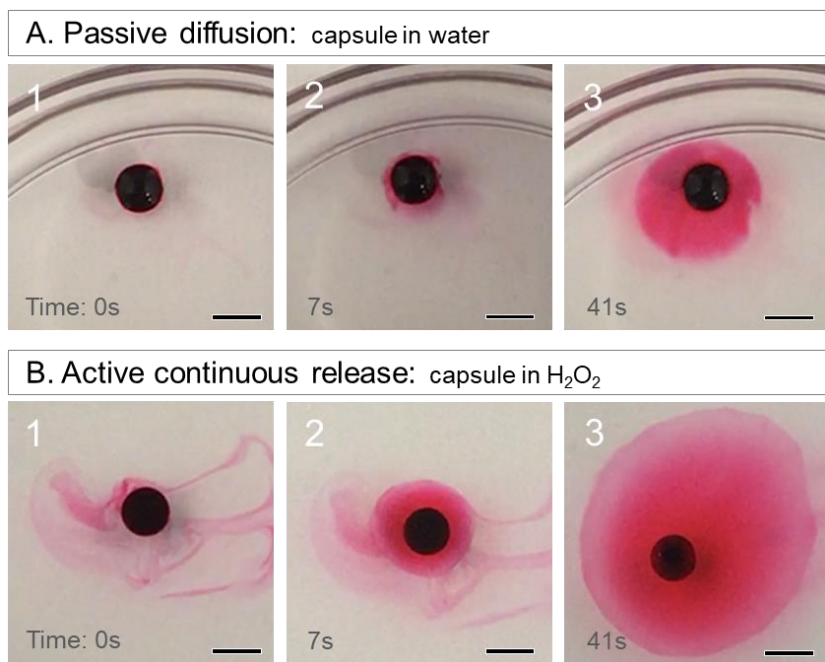 A. Passive diffusion: capsule in water
1 2 3
Time: 0s 7s 41s
B. Active continuous release: capsule in H₂O₂
1 2 3
Time: 0s 7s 41s